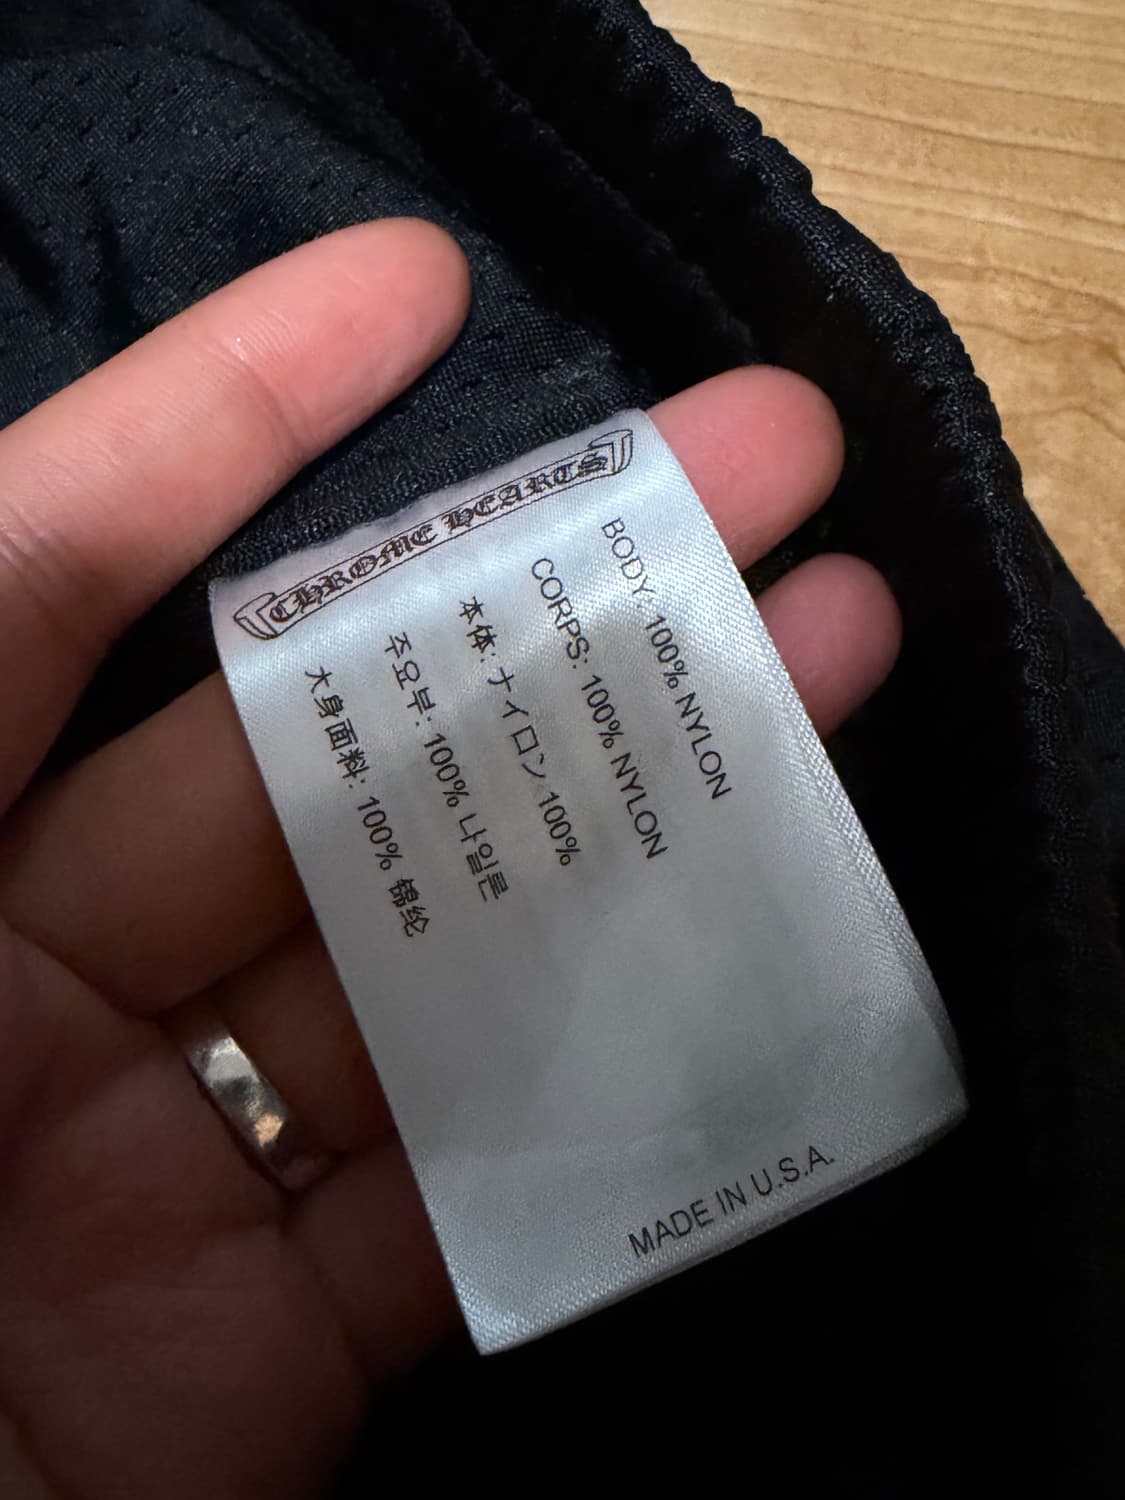 CHROME HEARTS
BODY: 100% NYLON
CORPS: 100% NYLON
本体: ナイロン 100%
주요부: 100% 나일론
大身面料: 100% 锦纶
MADE IN U.S.A.